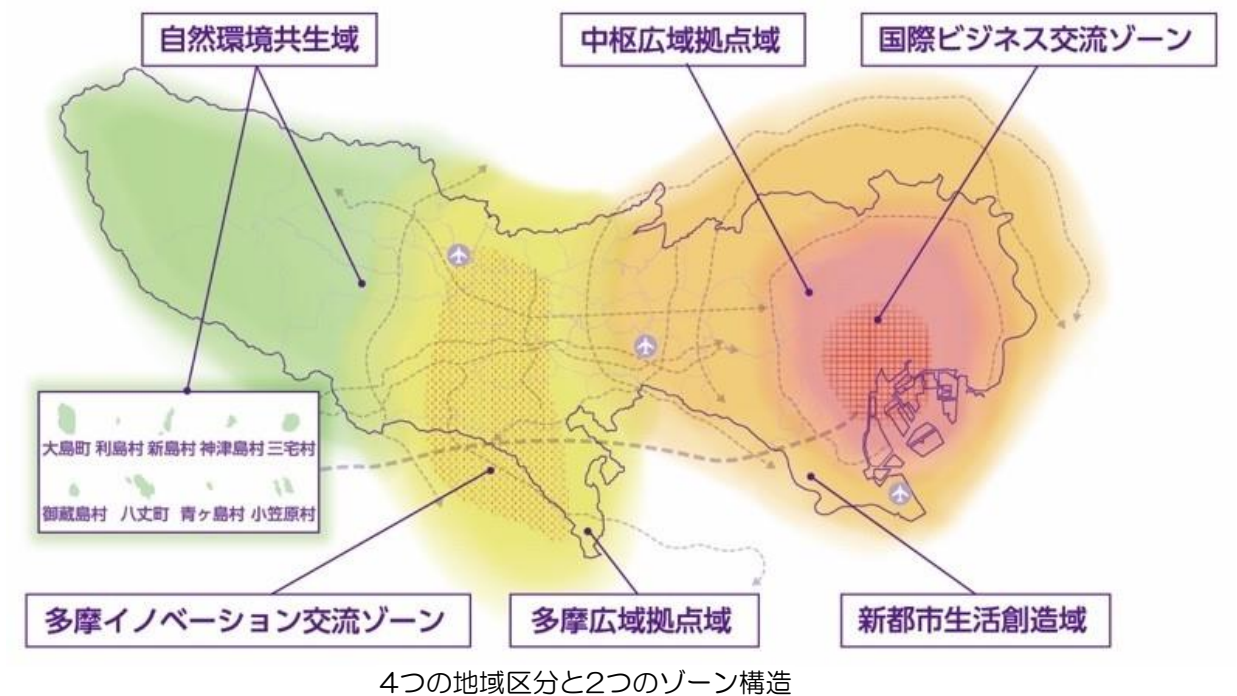 自然環境共生域
中枢広域拠点域
国際ビジネス交流ゾーン
大島町 利島村 新島村 神津島村 三宅村
御蔵島村 八丈町 青ヶ島村 小笠原村
多摩イノベーション交流ゾーン
多摩広域拠点域
新都市生活創造域
4つの地域区分と2つのゾーン構造